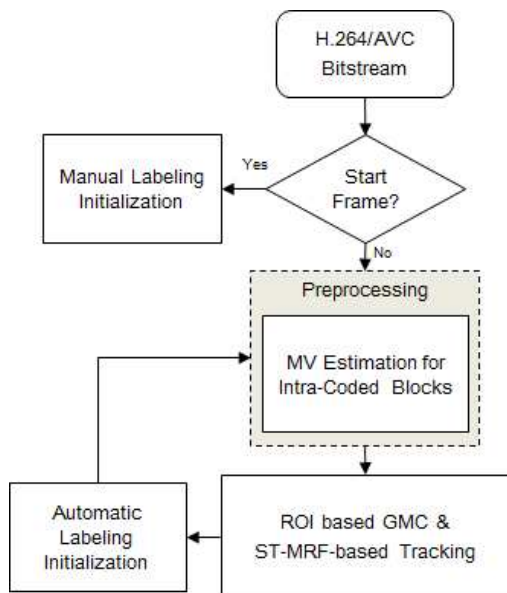 H.264/AVC
Bitstream
Yes
Manual Labeling
Initialization
Start
Frame?
No
Preprocessing
MV Estimation for
Intra-Coded Blocks
Automatic
Labeling
Initialization
ROI based GMC &
ST-MRF-based Tracking